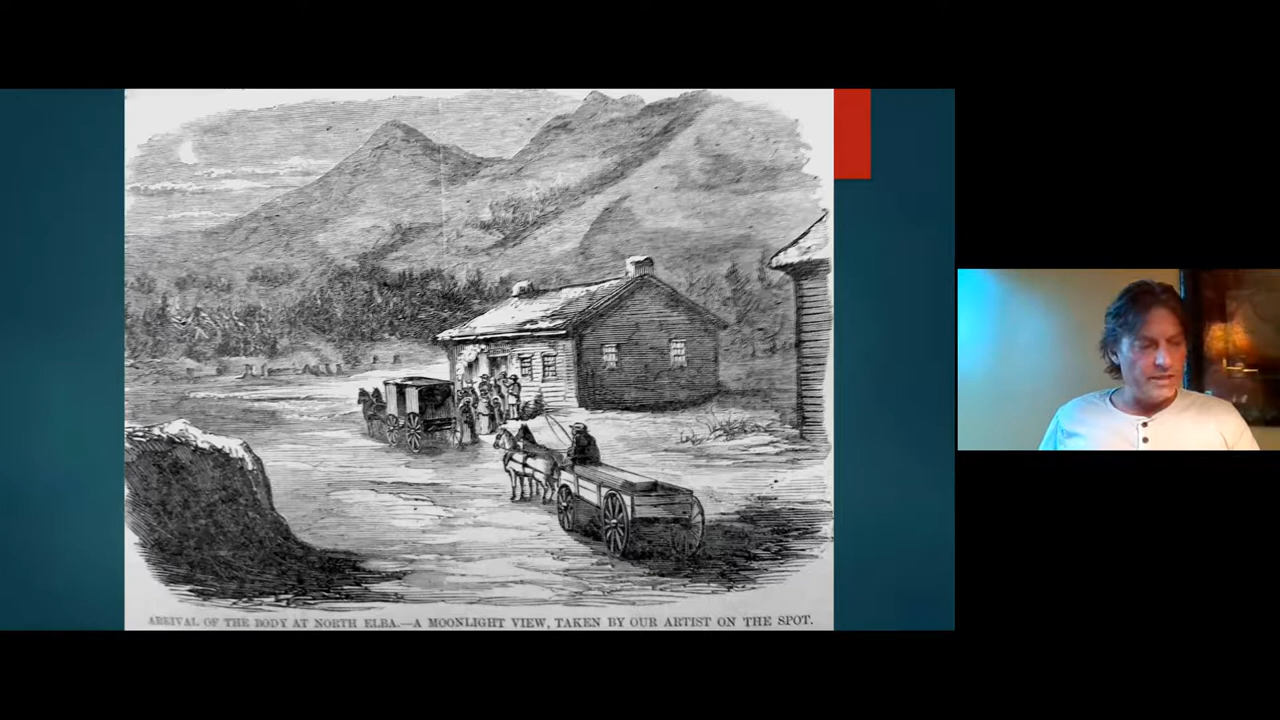 ARRIVAL OF THE BODY AT NORTH ELBA.—A MOONLIGHT VIEW, TAKEN BY OUR ARTIST ON THE SPOT.